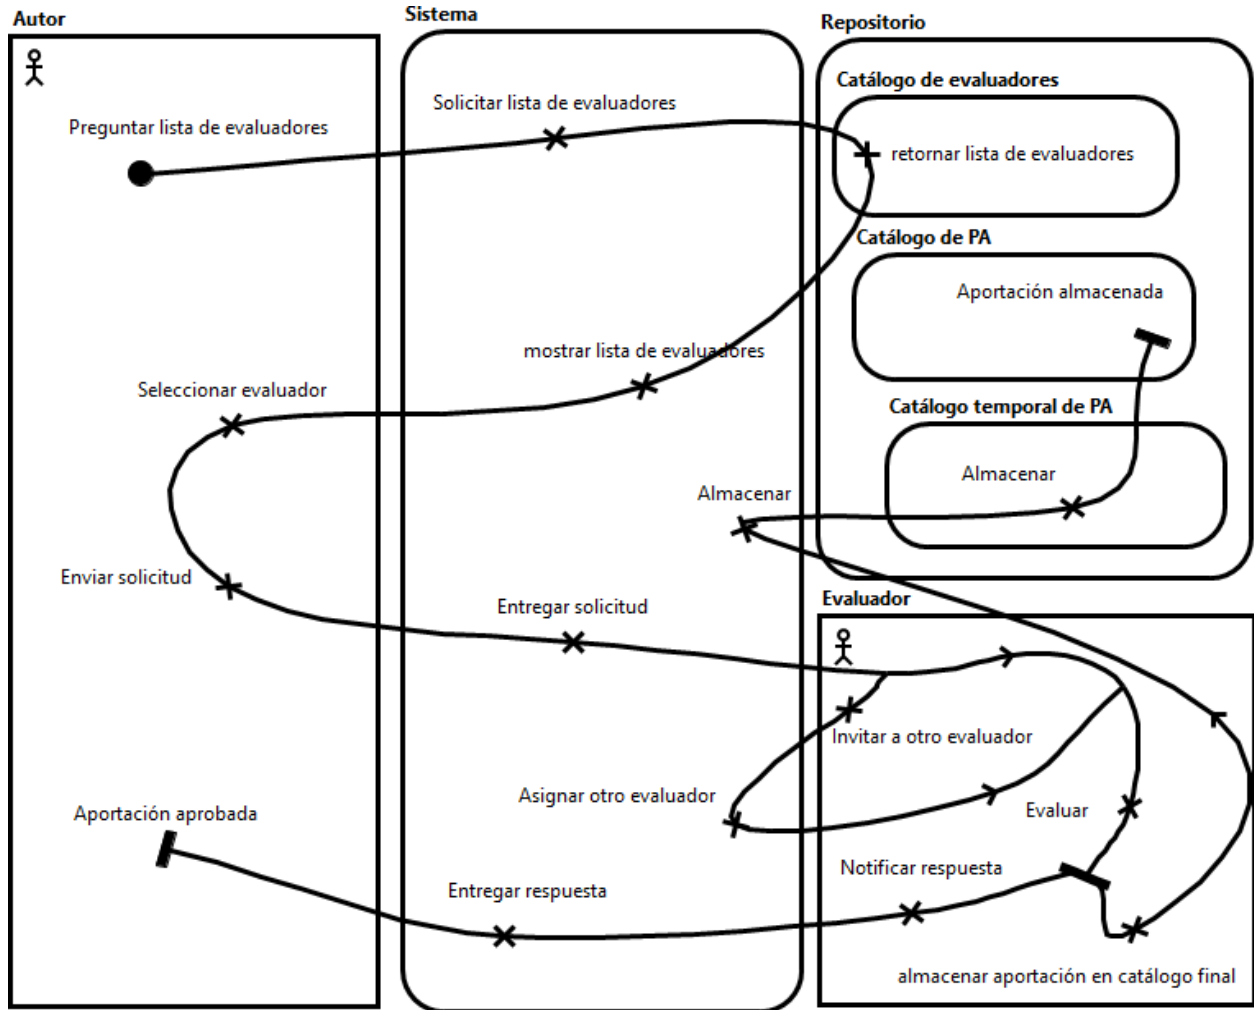 Autor
Sistema
Repositorio
Catálogo de evaluadores
Solicitar lista de evaluadores
Preguntar lista de evaluadores
retornar lista de evaluadores
Catálogo de PA
Aportación almacenada
mostrar lista de evaluadores
Seleccionar evaluador
Catálogo temporal de PA
Almacenar
Almacenar
Enviar solicitud
Entregar solicitud
Evaluador
Invitar a otro evaluador
Asignar otro evaluador
Evaluar
Aportación aprobada
Notificar respuesta
Entregar respuesta
almacenar aportación en catálogo final